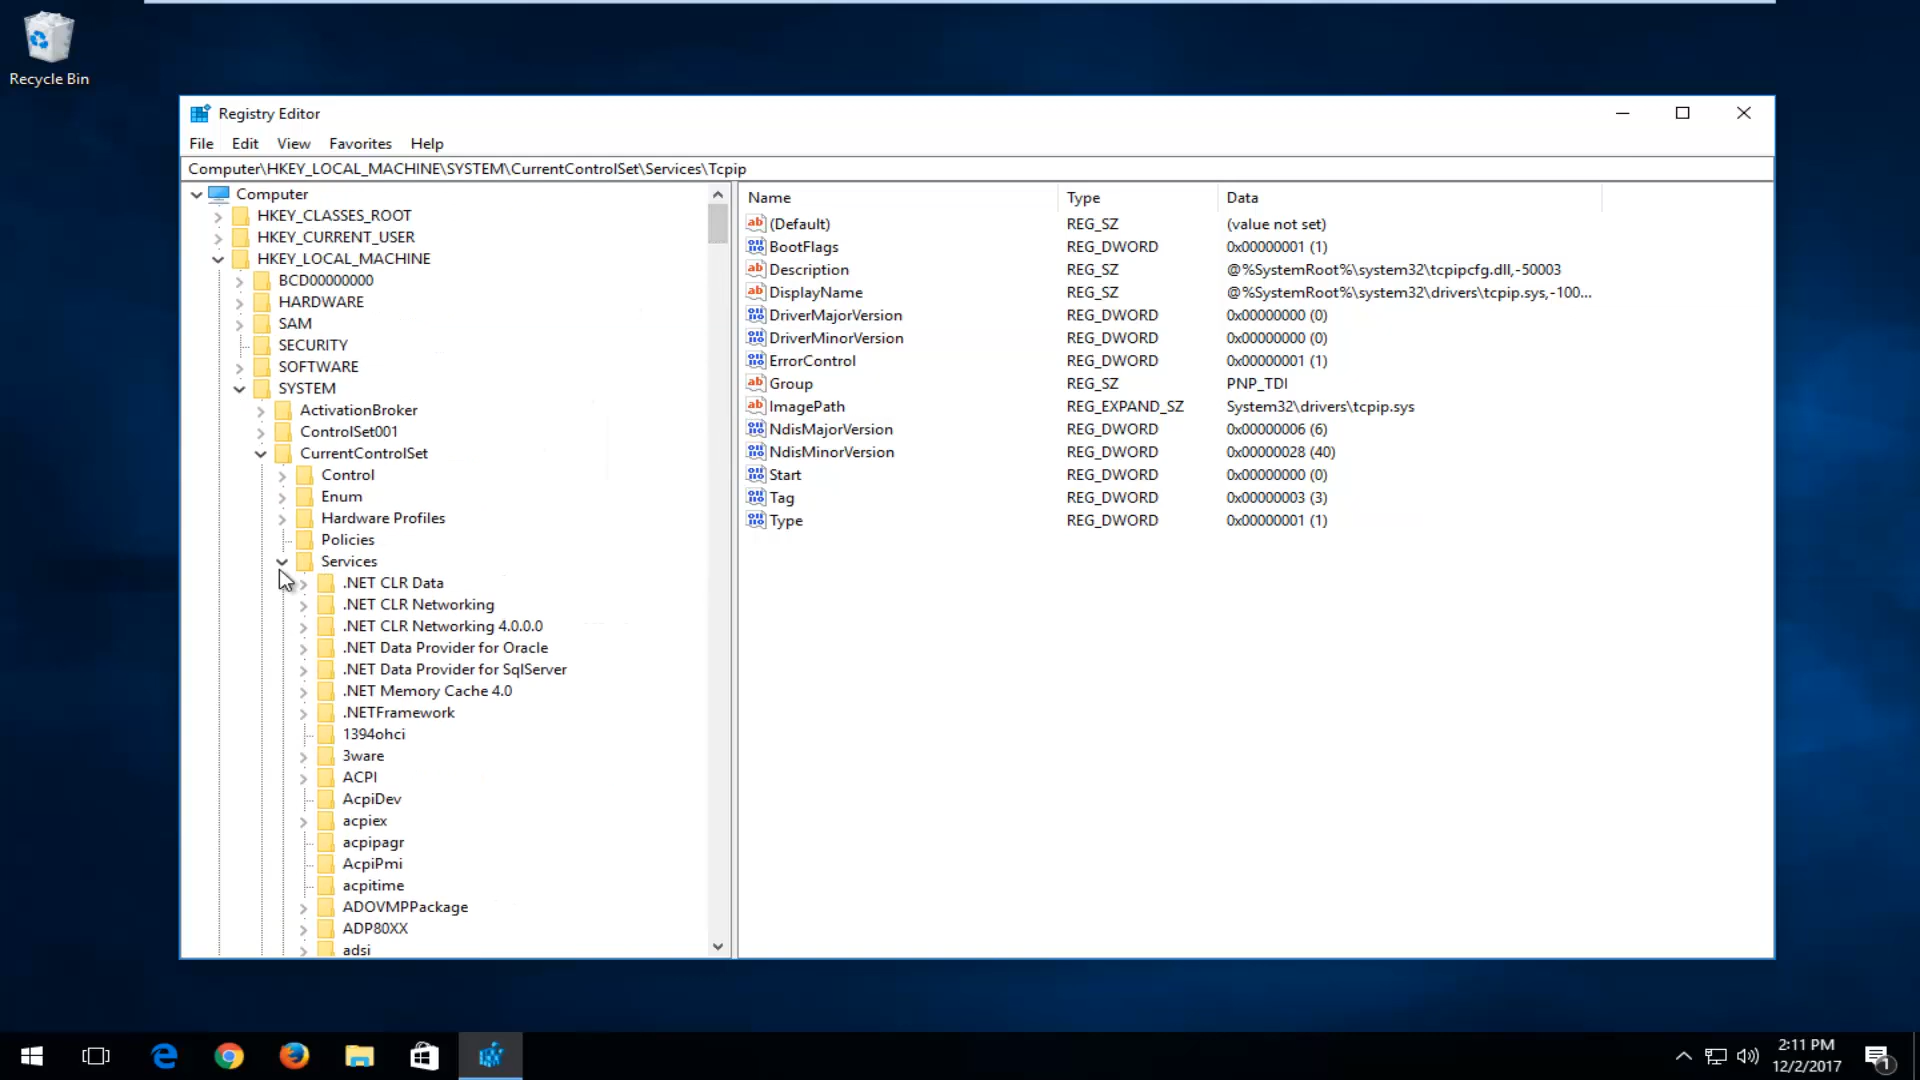 Recycle Bin
Registry Editor
File Edit View Favorites Help
Computer\HKEY_LOCAL_MACHINE\SYSTEM\CurrentControlSet\Services\Tcpip
Computer
HKEY_CLASSES_ROOT
HKEY_CURRENT_USER
HKEY_LOCAL_MACHINE
BCD00000000
HARDWARE
SAM
SECURITY
SOFTWARE
SYSTEM
ActivationBroker
ControlSet001
CurrentControlSet
Control
Enum
Hardware Profiles
Policies
Services
.NET CLR Data
.NET CLR Networking
.NET CLR Networking 4.0.0.0
.NET Data Provider for Oracle
.NET Data Provider for SqlServer
.NET Memory Cache 4.0
.NETFramework
1394ohci
3ware
ACPI
AcpiDev
acpiex
acpipagr
AcpiPmi
acpitime
ADOVMPPackage
ADP80XX
adsi
Name Type Data
(Default) REG_SZ (value not set)
BootFlags REG_DWORD 0x00000001 (1)
Description REG_SZ @%SystemRoot%\system32\tcpipcfg.dll,-50003
DisplayName REG_SZ @%SystemRoot%\system32\drivers\tcpip.sys,-100...
DriverMajorVersion REG_DWORD 0x00000000 (0)
DriverMinorVersion REG_DWORD 0x00000000 (0)
ErrorControl REG_DWORD 0x00000001 (1)
Group REG_SZ PNP_TDI
ImagePath REG_EXPAND_SZ System32\drivers\tcpip.sys
NdisMajorVersion REG_DWORD 0x00000006 (6)
NdisMinorVersion REG_DWORD 0x00000028 (40)
Start REG_DWORD 0x00000000 (0)
Tag REG_DWORD 0x00000003 (3)
Type REG_DWORD 0x00000001 (1)
2:11 PM
12/2/2017
1